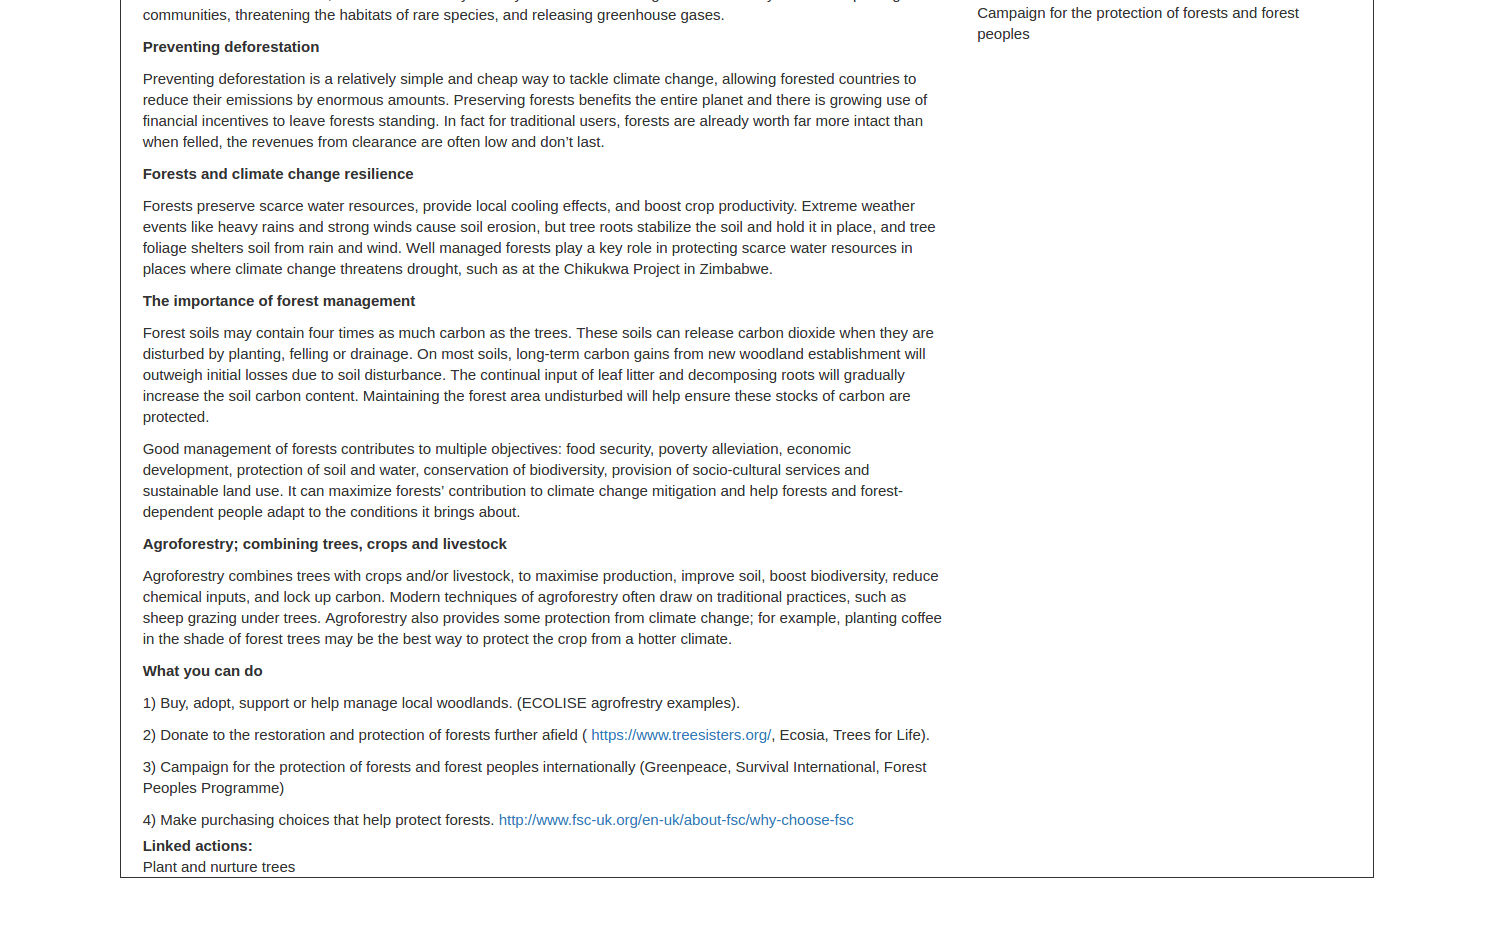 communities, threatening the habitats of rare species, and releasing greenhouse gases.
Preventing deforestation
Preventing deforestation is a relatively simple and cheap way to tackle climate change, allowing forested countries to
reduce their emissions by enormous amounts. Preserving forests benefits the entire planet and there is growing use of
financial incentives to leave forests standing. In fact for traditional users, forests are already worth far more intact than
when felled, the revenues from clearance are often low and don’t last.
Forests and climate change resilience
Forests preserve scarce water resources, provide local cooling effects, and boost crop productivity. Extreme weather
events like heavy rains and strong winds cause soil erosion, but tree roots stabilize the soil and hold it in place, and tree
foliage shelters soil from rain and wind. Well managed forests play a key role in protecting scarce water resources in
places where climate change threatens drought, such as at the Chikukwa Project in Zimbabwe.
The importance of forest management
Forest soils may contain four times as much carbon as the trees. These soils can release carbon dioxide when they are
disturbed by planting, felling or drainage. On most soils, long-term carbon gains from new woodland establishment will
outweigh initial losses due to soil disturbance. The continual input of leaf litter and decomposing roots will gradually
increase the soil carbon content. Maintaining the forest area undisturbed will help ensure these stocks of carbon are
protected.
Good management of forests contributes to multiple objectives: food security, poverty alleviation, economic
development, protection of soil and water, conservation of biodiversity, provision of socio-cultural services and
sustainable land use. It can maximize forests’ contribution to climate change mitigation and help forests and forest-
dependent people adapt to the conditions it brings about.
Agroforestry; combining trees, crops and livestock
Agroforestry combines trees with crops and/or livestock, to maximise production, improve soil, boost biodiversity, reduce
chemical inputs, and lock up carbon. Modern techniques of agroforestry often draw on traditional practices, such as
sheep grazing under trees. Agroforestry also provides some protection from climate change; for example, planting coffee
in the shade of forest trees may be the best way to protect the crop from a hotter climate.
What you can do
1) Buy, adopt, support or help manage local woodlands. (ECOLISE agrofrestry examples).
2) Donate to the restoration and protection of forests further afield ( https://www.treesisters.org/, Ecosia, Trees for Life).
3) Campaign for the protection of forests and forest peoples internationally (Greenpeace, Survival International, Forest
Peoples Programme)
4) Make purchasing choices that help protect forests. http://www.fsc-uk.org/en-uk/about-fsc/why-choose-fsc
Linked actions:
Plant and nurture trees
Campaign for the protection of forests and forest
peoples